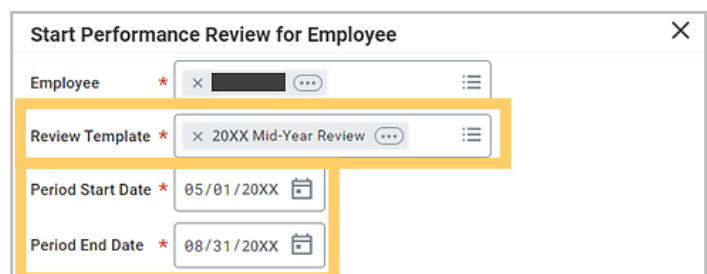 Start Performance Review for Employee
Employee *
Review Template * × 20XX Mid-Year Review
Period Start Date * 05/01/20XX
Period End Date * 08/31/20XX